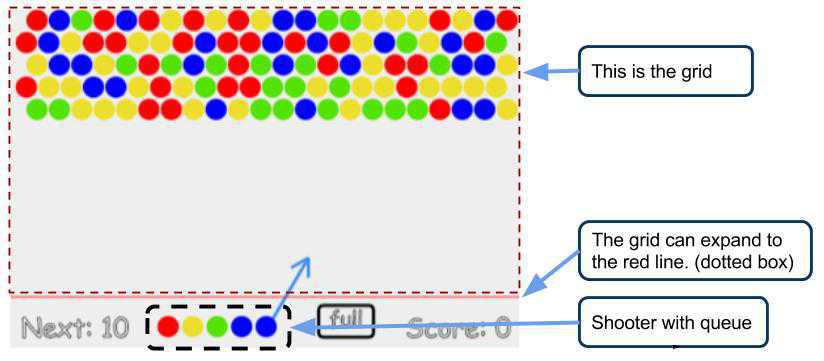 This is the grid
The grid can expand to
the red line. (dotted box)
Next: 10
full
Score: 0
Shooter with queue